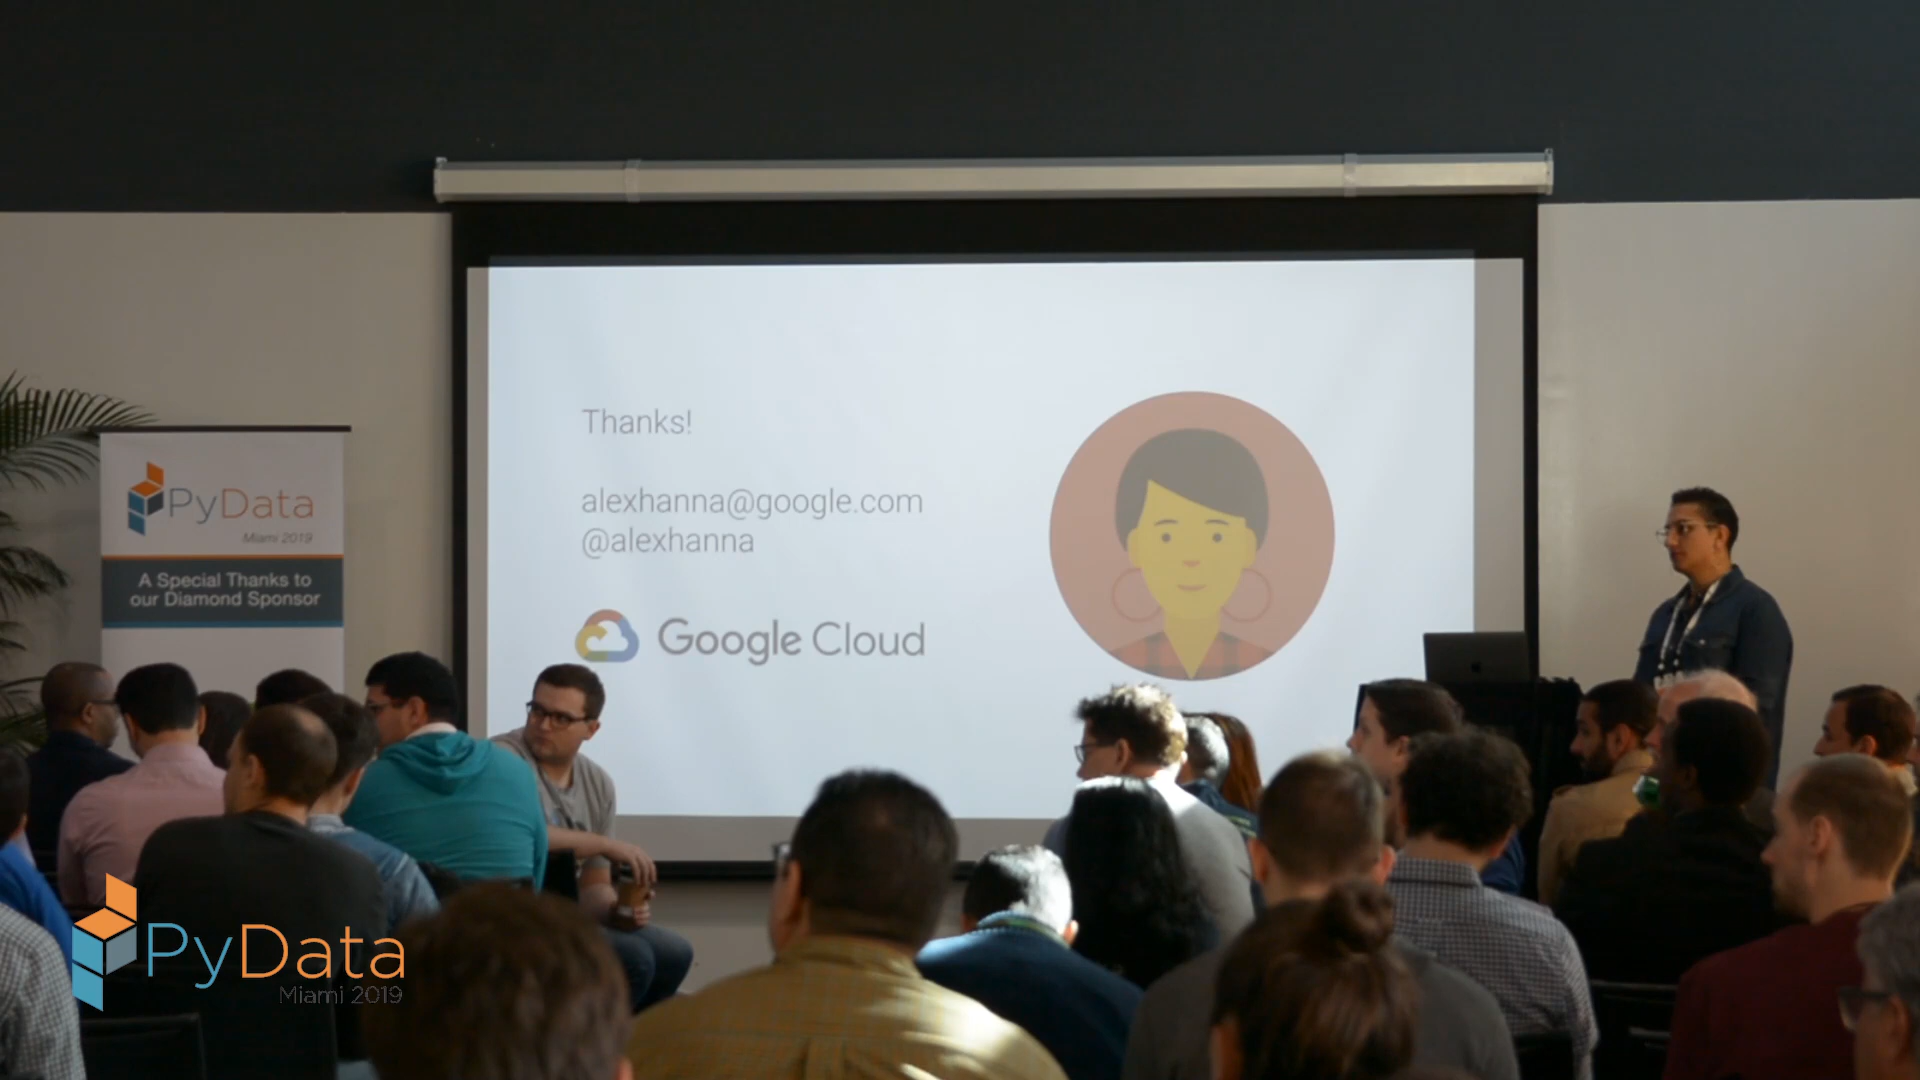 Thanks!
alexhanna@google.com
@alexhanna
Google Cloud
PyData
Miami 2019
A Special Thanks to
our Diamond Sponsor
PyData
Miami 2019